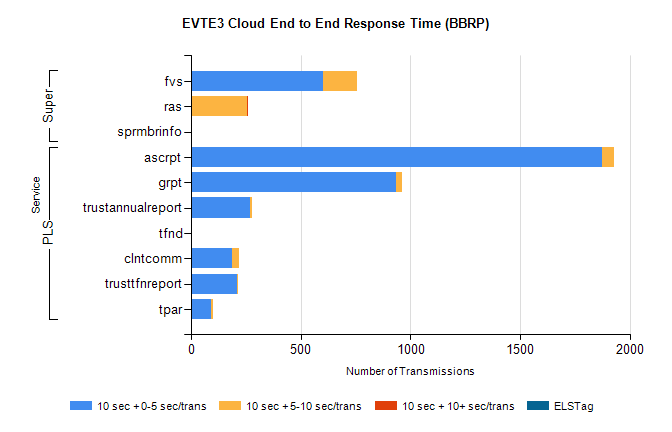 EVTE3 Cloud End to End Response Time (BBRP)
Super
fvs
ras
sprmbrinfo
Service
PLS
ascrpt
grpt
trustannualreport
tfnd
clntcomm
trusttfnreport
tpar
0 500 1000 1500 2000
Number of Transmissions
10 sec +0-5 sec/trans 10 sec +5-10 sec/trans 10 sec + 10+ sec/trans ELSTag